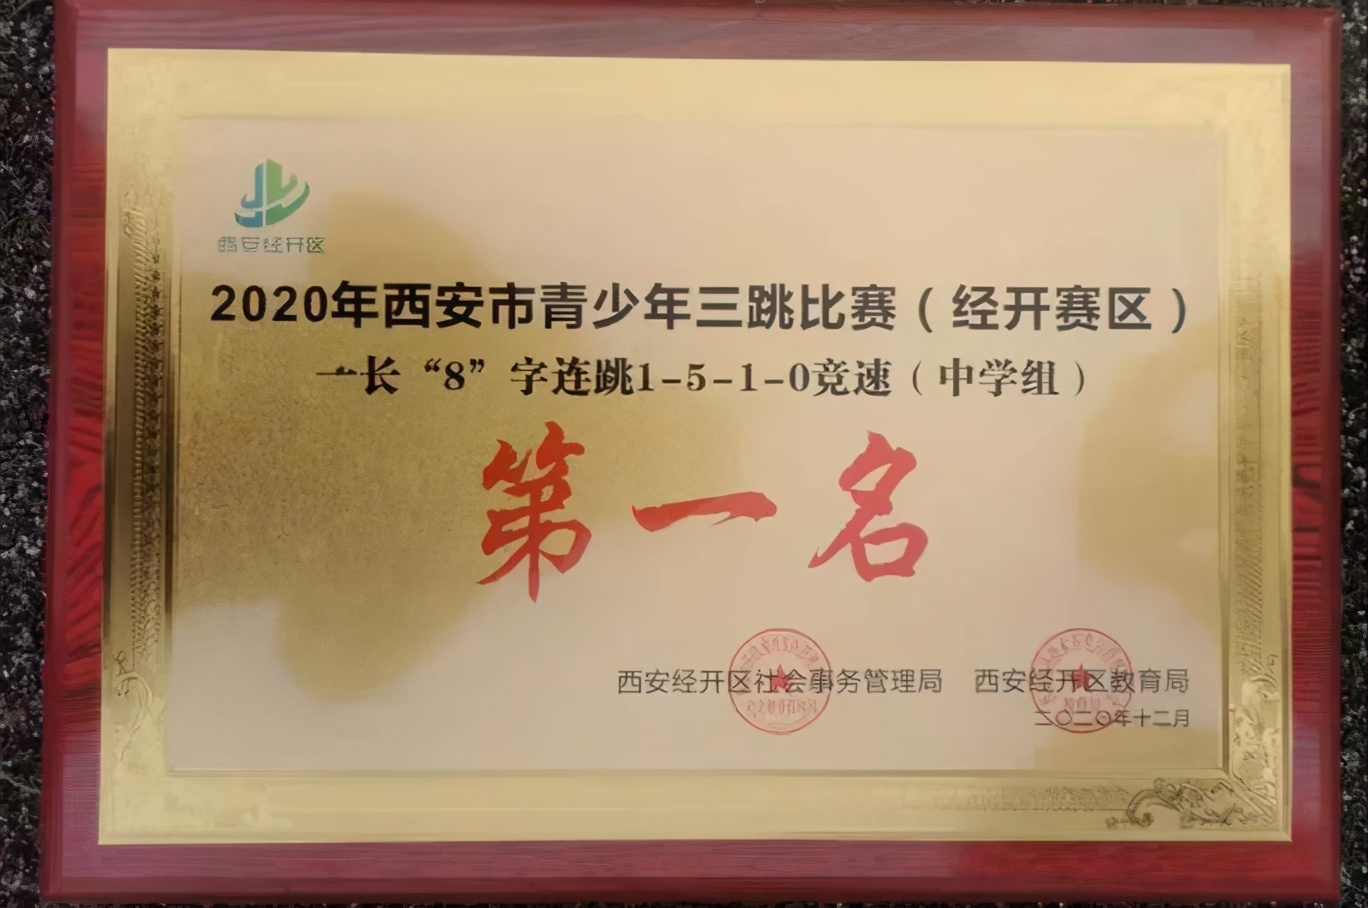 西安经开区
2020年西安市青少年三跳比赛（经开赛区）
一长“8”字连跳1-5-1-0竞速（中学组）
第一名
西安经开区社会事务管理局 西安经开区教育局
二〇二〇年十二月